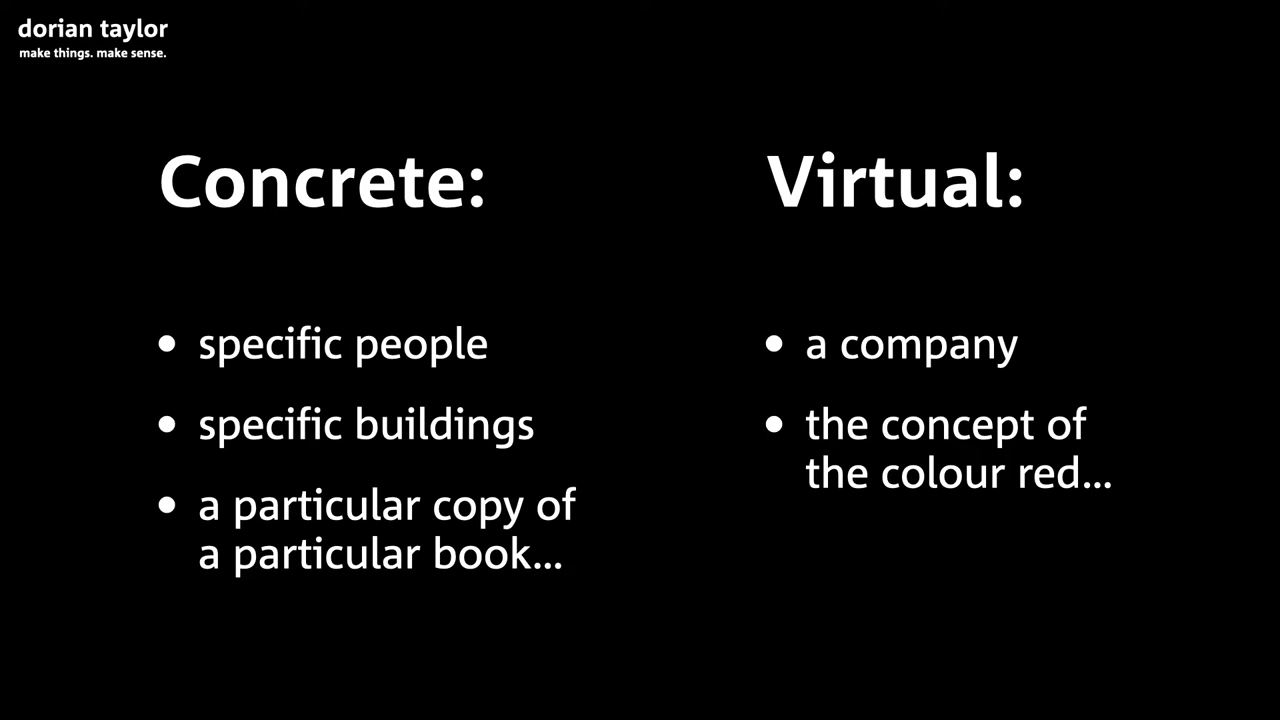 dorian taylor
make things. make sense.
Concrete:
• specific people
• specific buildings
• a particular copy of
a particular book...
Virtual:
• a company
• the concept of
the colour red...